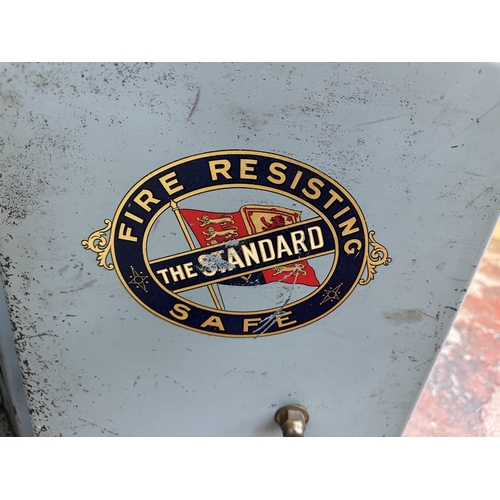 FIRE RESISTING
THE STANDARD
SAFE